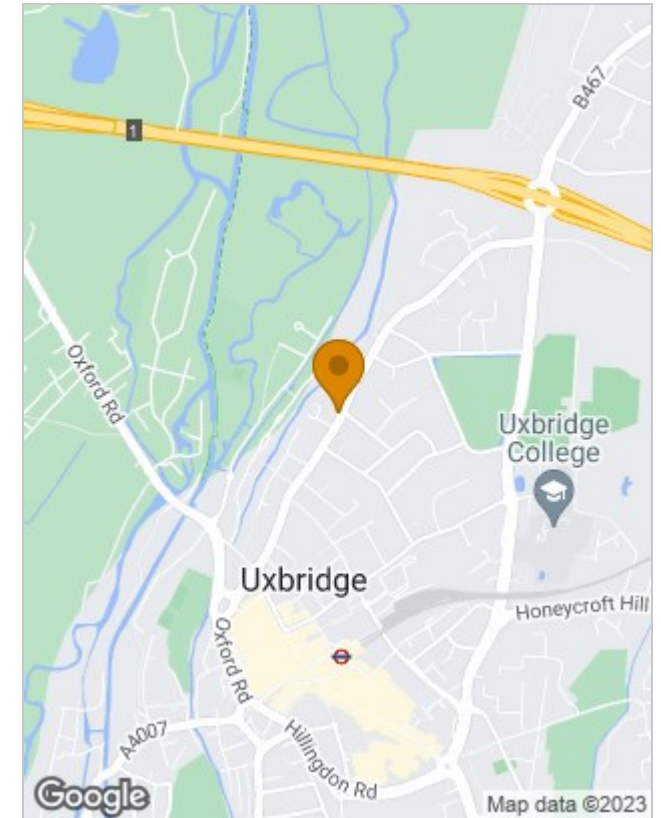 B467
1
Oxford Rd
Uxbridge
College
Uxbridge
Honeycroft Hill
Oxford Rd
A4007
Hillingdon Rd
Google
Map data ©2023